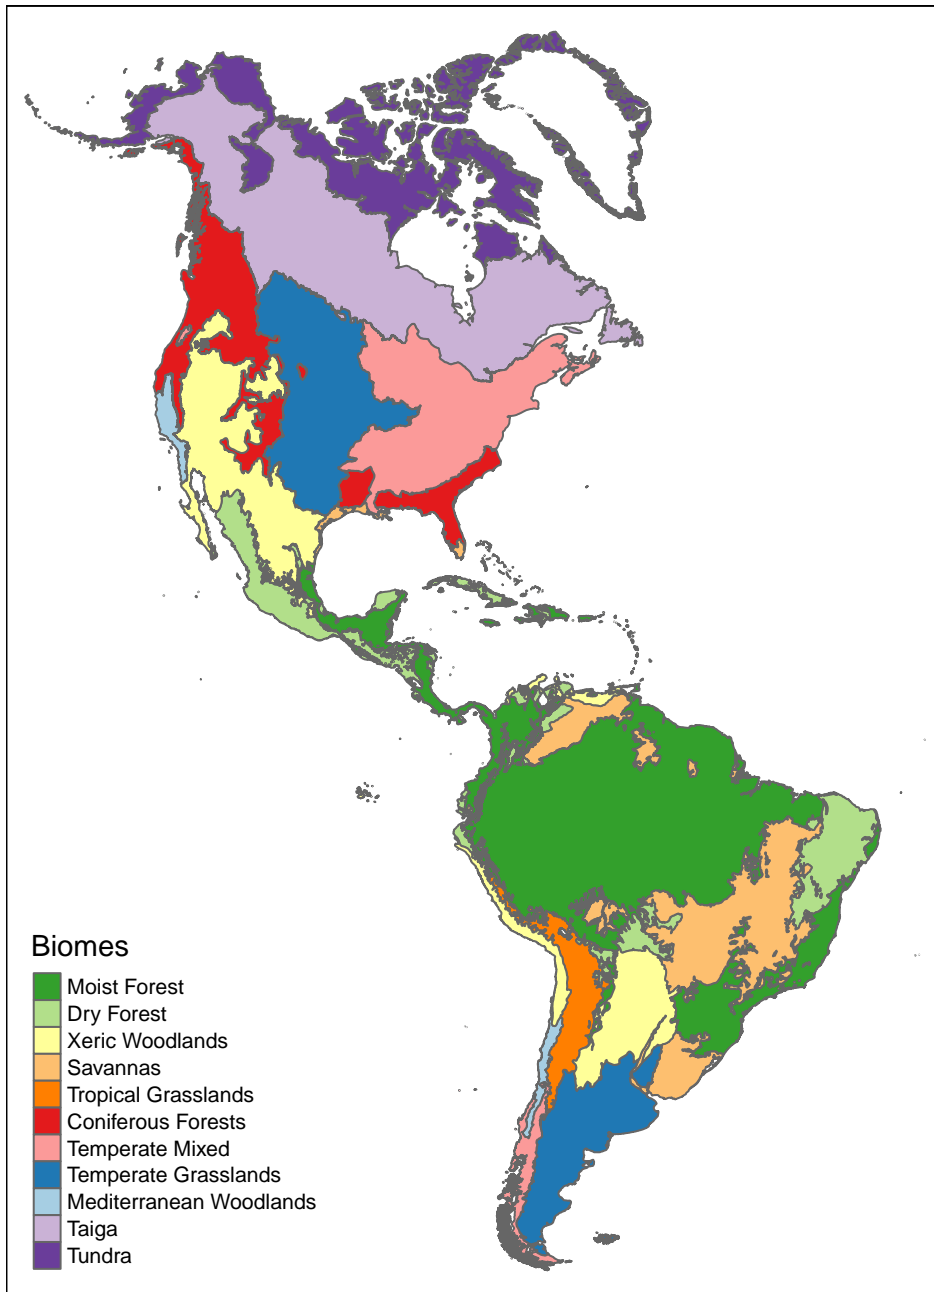 Biomes
Moist Forest
Dry Forest
Xeric Woodlands
Savannas
Tropical Grasslands
Coniferous Forests
Temperate Mixed
Temperate Grasslands
Mediterranean Woodlands
Taiga
Tundra